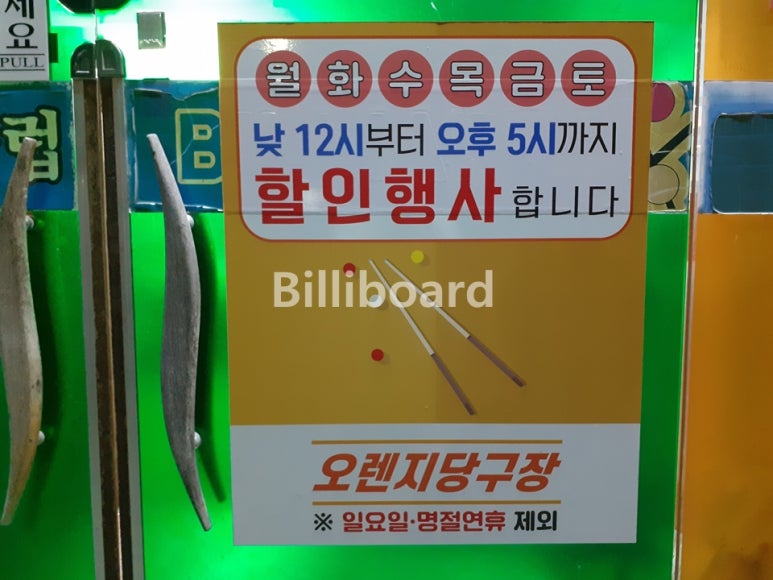 세요
PULL
럽
B
월화수목금토
낮 12시부터 오후 5시까지
할인행사 합니다
Billiboard
오렌지당구장
※ 일요일·명절연휴 제외